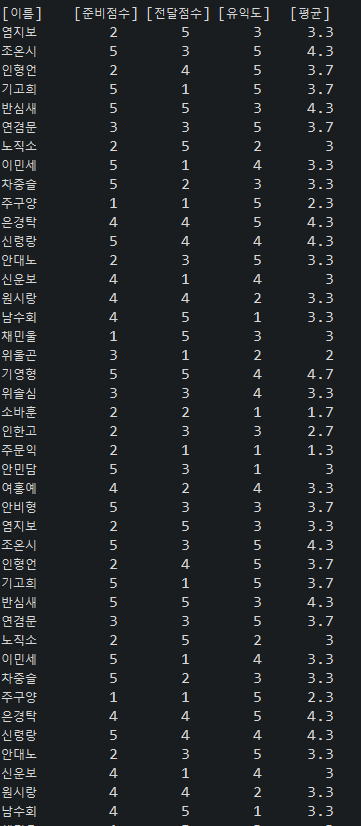 [이름] [준비점수] [전달점수] [유익도] [평균]
염지보 2 5 3 3.3
조은시 5 3 5 4.3
인형언 2 4 5 3.7
기고희 5 1 5 3.7
반심새 5 5 3 4.3
연겸문 3 3 5 3.7
노직소 2 5 2 3
이민세 5 1 4 3.3
차중슬 5 2 3 3.3
주구양 1 1 5 2.3
은경탁 4 4 5 4.3
신령랑 5 4 4 4.3
안대노 2 3 5 3.3
신운보 4 1 4 3
원시랑 4 4 2 3.3
남수회 4 5 1 3.3
채민울 1 5 3 3
위울곤 3 1 2 2
기영형 5 5 4 4.7
위솔심 3 3 4 3.3
소바훈 2 2 1 1.7
인한고 2 3 3 2.7
주문익 2 1 1 1.3
안민담 5 3 1 3
여홍예 4 2 4 3.3
안비형 5 3 3 3.7
염지보 2 5 3 3.3
조은시 5 3 5 4.3
인형언 2 4 5 3.7
기고희 5 1 5 3.7
반심새 5 5 3 4.3
연겸문 3 3 5 3.7
노직소 2 5 2 3
이민세 5 1 4 3.3
차중슬 5 2 3 3.3
주구양 1 1 5 2.3
은경탁 4 4 5 4.3
신령랑 5 4 4 4.3
안대노 2 3 5 3.3
신운보 4 1 4 3
원시랑 4 4 2 3.3
남수회 4 5 1 3.3